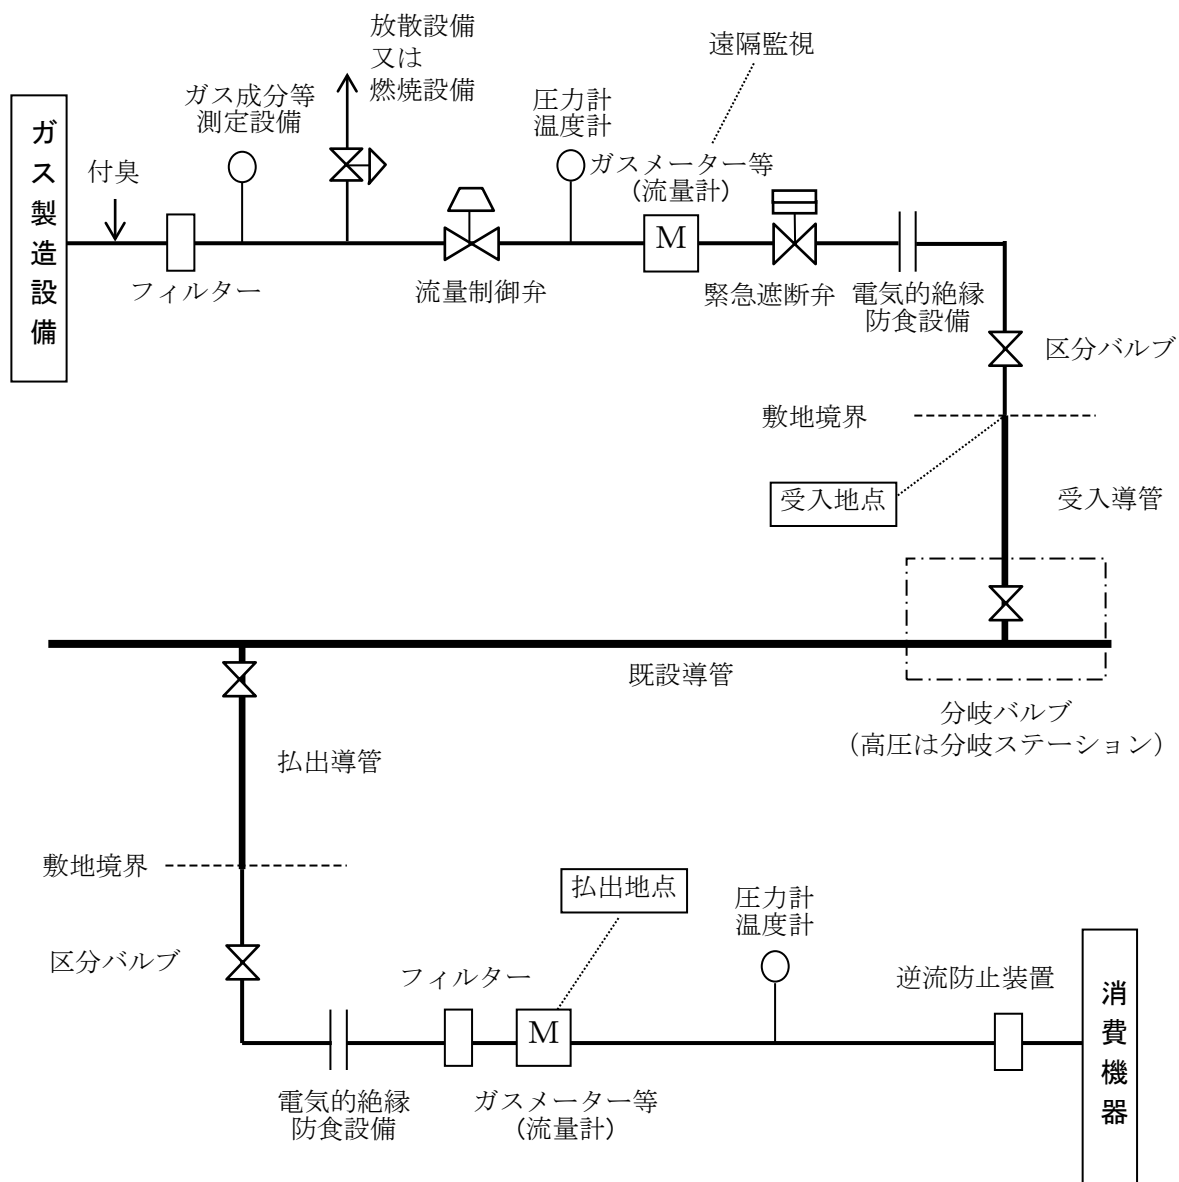 放散設備
又は
燃焼設備
遠隔監視
ガス成分等
測定設備
圧力計
温度計
ガス製造設備
付臭
ガスメーター等
(流量計)
M
フィルター
流量制御弁
緊急遮断弁
電気的絶縁
防食設備
区分バルブ
敷地境界
受入地点
受入導管
既設導管
分岐バルブ
(高圧は分岐ステーション)
払出導管
敷地境界
払出地点
圧力計
温度計
区分バルブ
フィルター
逆流防止装置
消費機器
M
電気的絶縁
防食設備
ガスメーター等
(流量計)